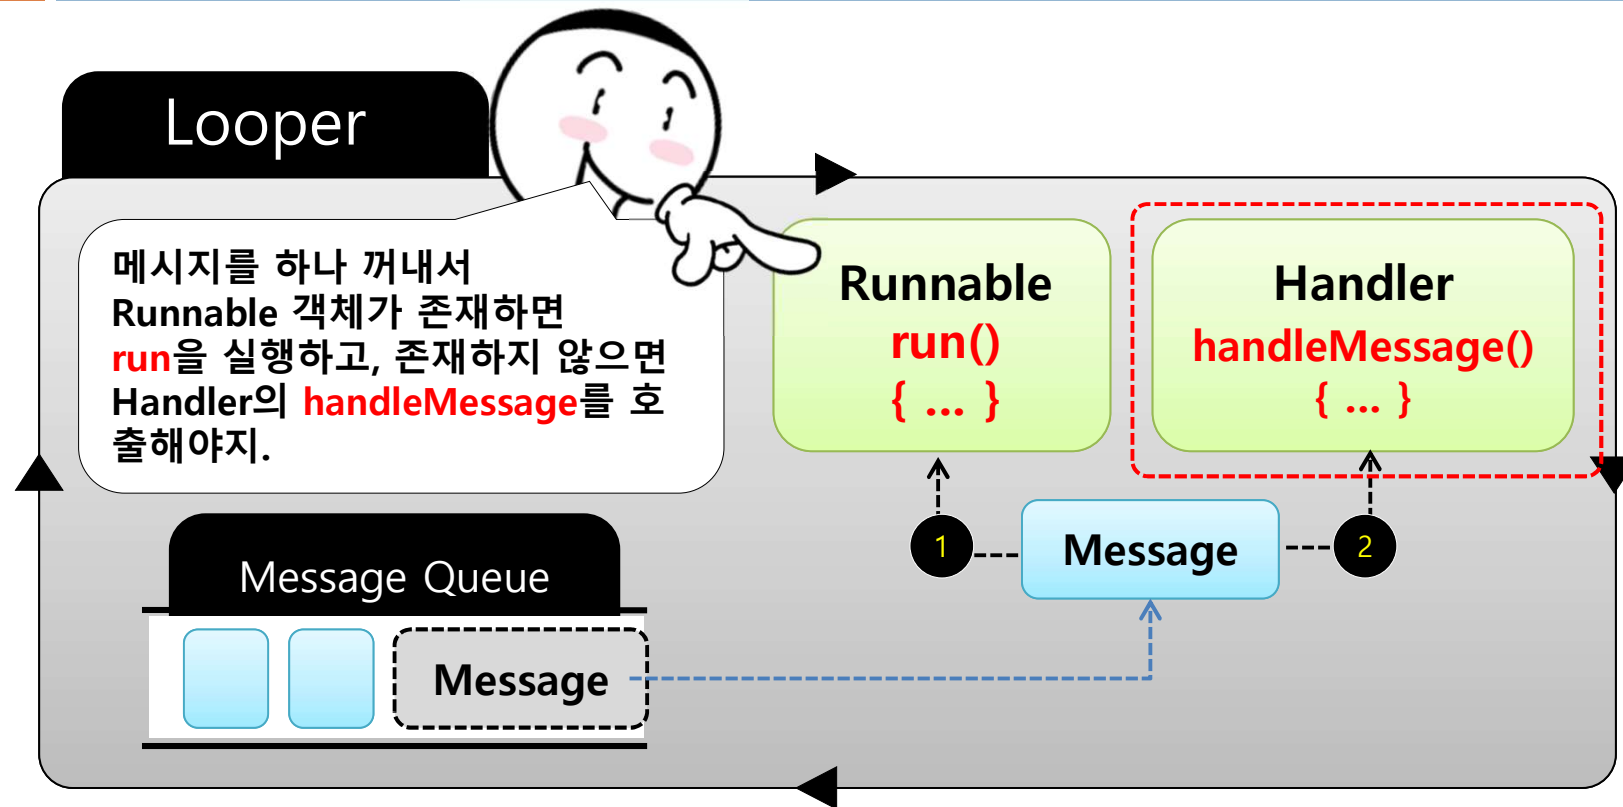 Looper
메시지를 하나 꺼내서
Runnable 객체가 존재하면
run을 실행하고, 존재하지 않으면
Handler의 handleMessage를 호
출해야지.
Runnable
run()
{ ... }
Handler
handleMessage()
{ ... }
1
Message
2
Message Queue
Message